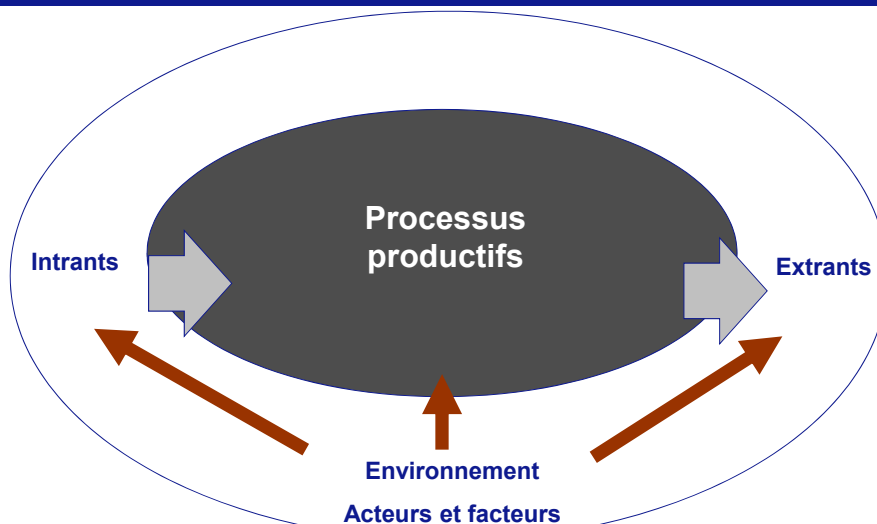 Processus
productifs
Intrants
Extrants
Environnement
Acteurs et facteurs